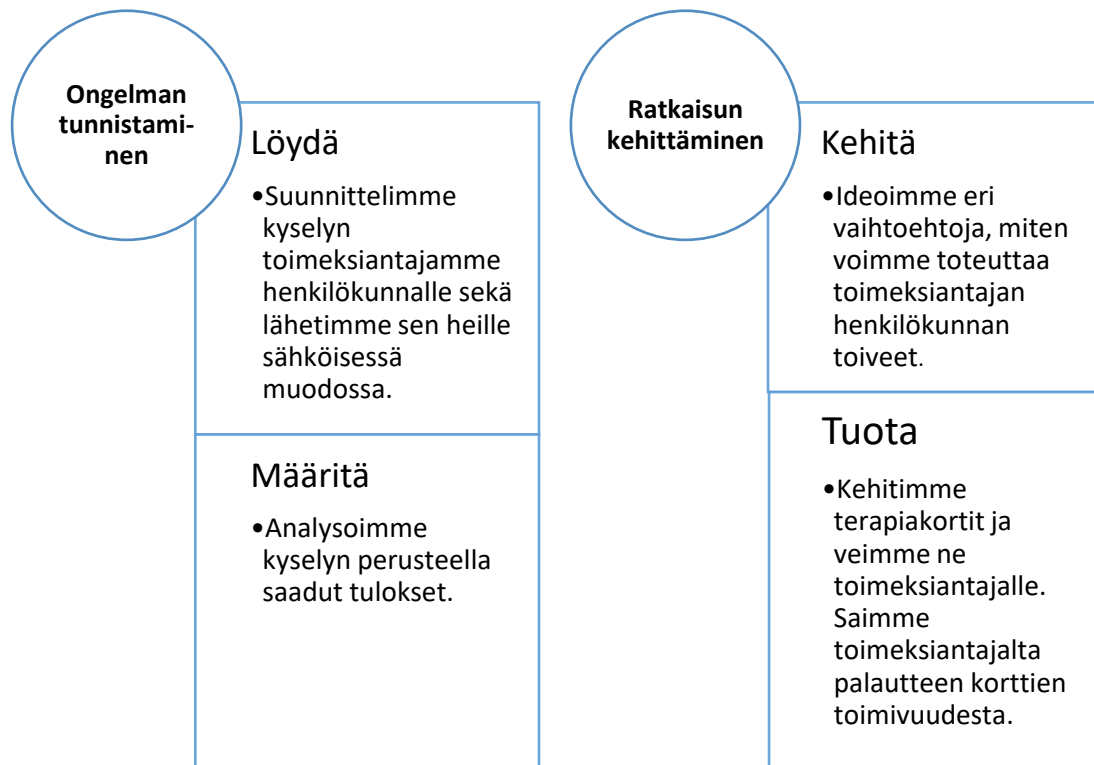 Ongelman
tunnistami-
nen
Löydä
•Suunnittelimme
kyselyn
toimeksiantajamme
henkilökunnalle sekä
lähetimme sen heille
sähköisessä
muodossa.
Määritä
•Analysoimme
kyselyn perusteella
saadut tulokset.
Ratkaisun
kehittäminen
Kehitä
•Ideoimme eri
vaihtoehtoja, miten
voimme toteuttaa
toimeksiantajan
henkilökunnan
toiveet.
Tuota
•Kehitimme
terapiakortit ja
veimme ne
toimeksiantajalle.
Saimme
toimeksiantajalta
palautteen korttien
toimivuudesta.